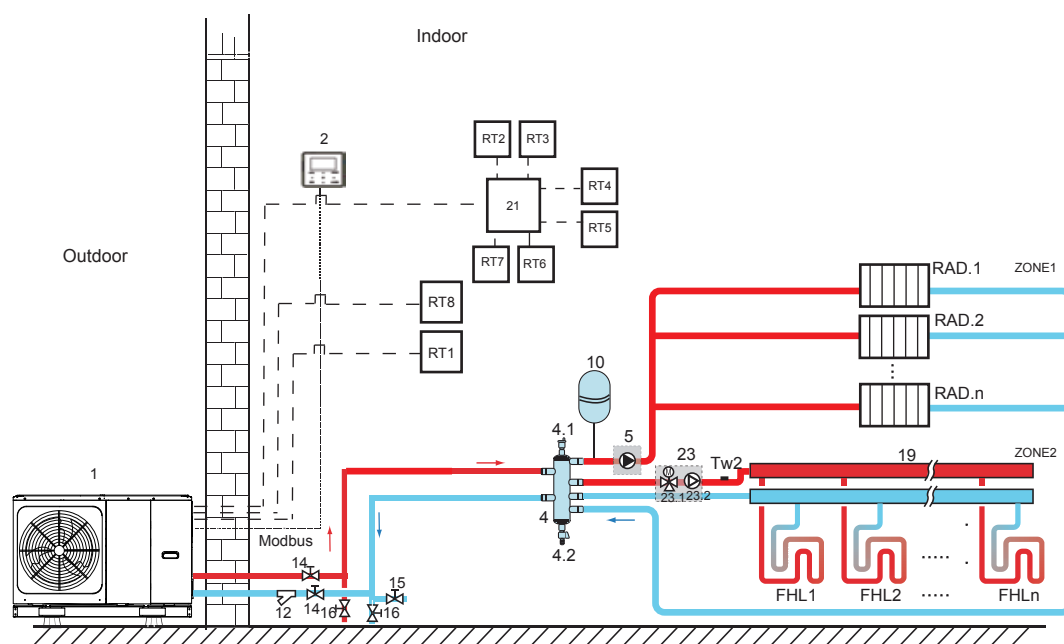 Indoor
2
RT2
RT3
RT4
21
RT5
RT7
RT6
Outdoor
RT8
RT1
RAD.1
ZONE1
RAD.2
RAD.n
10
4.1
5
23
Tw2
19
ZONE2
23.1
23.2
1
4
4.2
Modbus
14
15
12
14
16
16
FHL1
FHL2
FHLn